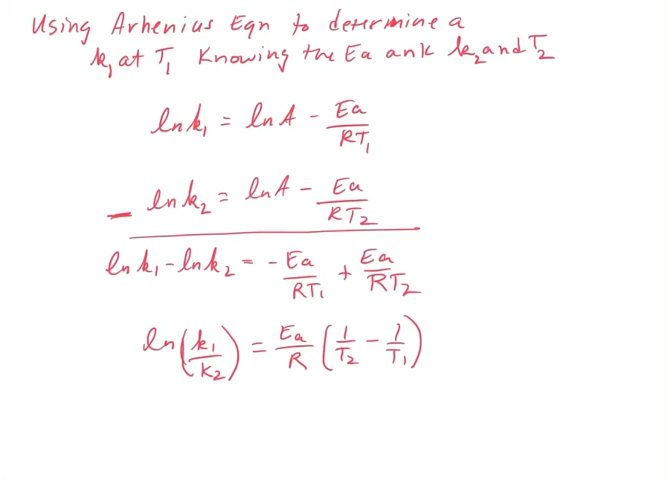 Using Arhenius Eqn to determine a
k₁ at T₁ Knowing the Ea ank k₂ and T₂
ln k₁ = ln A - Ea/RT₁
- ln k₂ = ln A - Ea/RT₂
ln k₁ - ln k₂ = - Ea/RT₁ + Ea/RT₂
ln (k₁/K₂) = Ea/R (1/T₂ - 1/T₁)